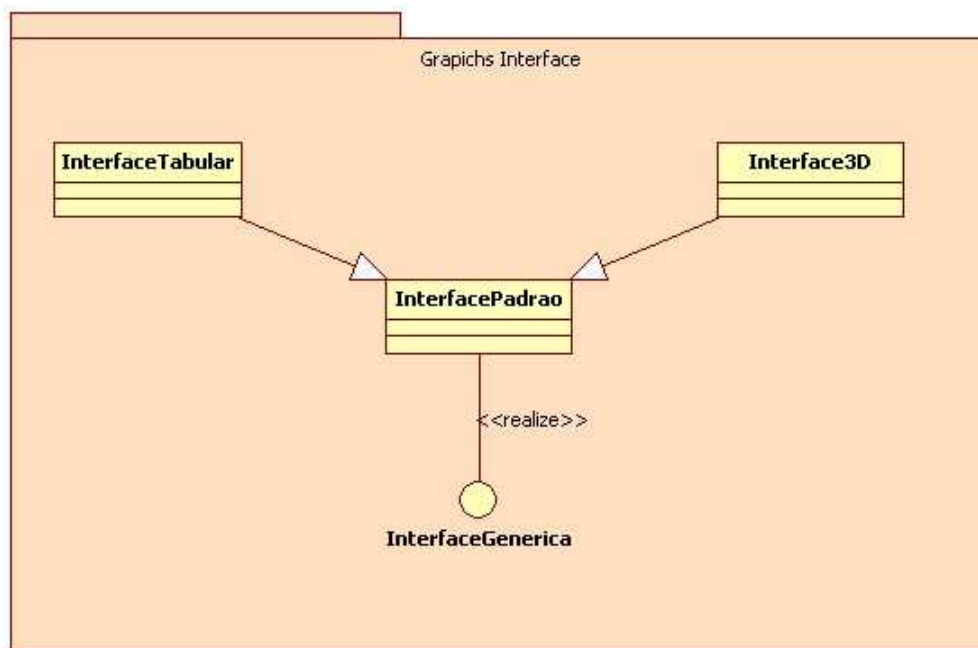 Grapichs Interface
InterfaceTabular
Interface3D
InterfacePadrao
<<realize>>
InterfaceGenerica